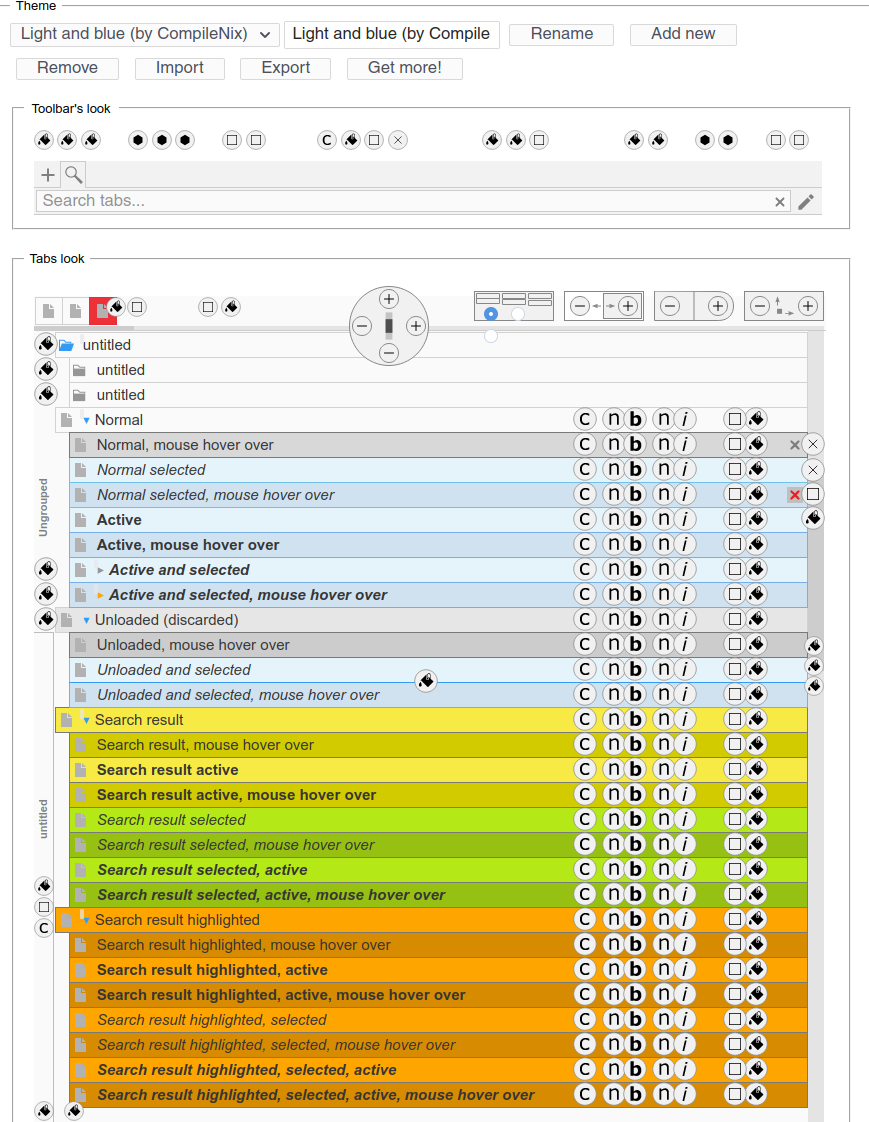 Theme
Light and blue (by CompileNix) Light and blue (by Compile Rename Add new
Remove Import Export Get more!
Toolbar's look
C
Search tabs...
Tabs look
untitled
untitled
untitled
Normal C n b n i
Normal, mouse hover over C n b n i
Normal selected C n b n i
Normal selected, mouse hover over C n b n i
Ungrouped
Active C n b n i
Active, mouse hover over C n b n i
Active and selected C n b n i
Active and selected, mouse hover over C n b n i
Unloaded (discarded) C n b n i
Unloaded, mouse hover over C n b n i
Unloaded and selected C n b n i
Unloaded and selected, mouse hover over C n b n i
Search result C n b n i
Search result, mouse hover over C n b n i
Search result active C n b n i
Search result active, mouse hover over C n b n i
untitled
Search result selected C n b n i
Search result selected, mouse hover over C n b n i
Search result selected, active C n b n i
Search result selected, active, mouse hover over C n b n i
C Search result highlighted C n b n i
Search result highlighted, mouse hover over C n b n i
Search result highlighted, active C n b n i
Search result highlighted, active, mouse hover over C n b n i
Search result highlighted, selected C n b n i
Search result highlighted, selected, mouse hover over C n b n i
Search result highlighted, selected, active C n b n i
Search result highlighted, selected, active, mouse hover over C n b n i